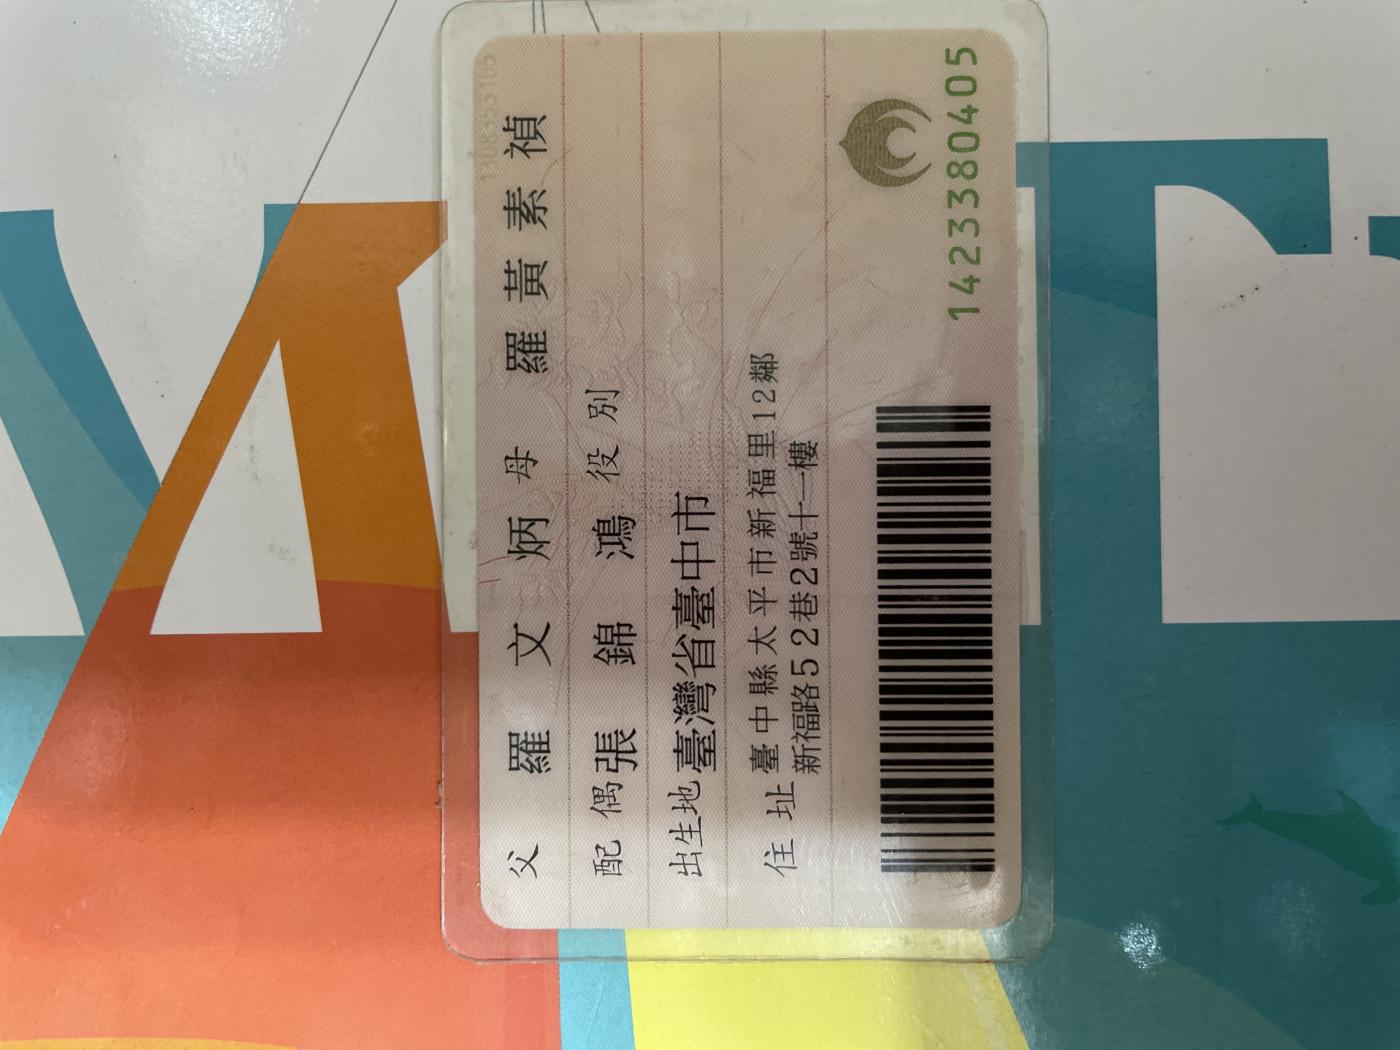 父 羅文炳 母 羅黃素禎
配偶 張錦鴻 役別
出生地 臺灣省臺中市
住址 臺中縣太平市新福里12鄰
新福路52巷2號十一樓
1423380405